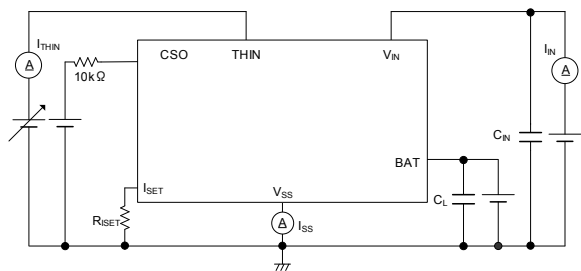 I_THIN
A
10kΩ
CSO THIN V_IN
I_IN
A
C_IN
BAT
I_SET
V_SS
C_L
R_ISET
A I_SS